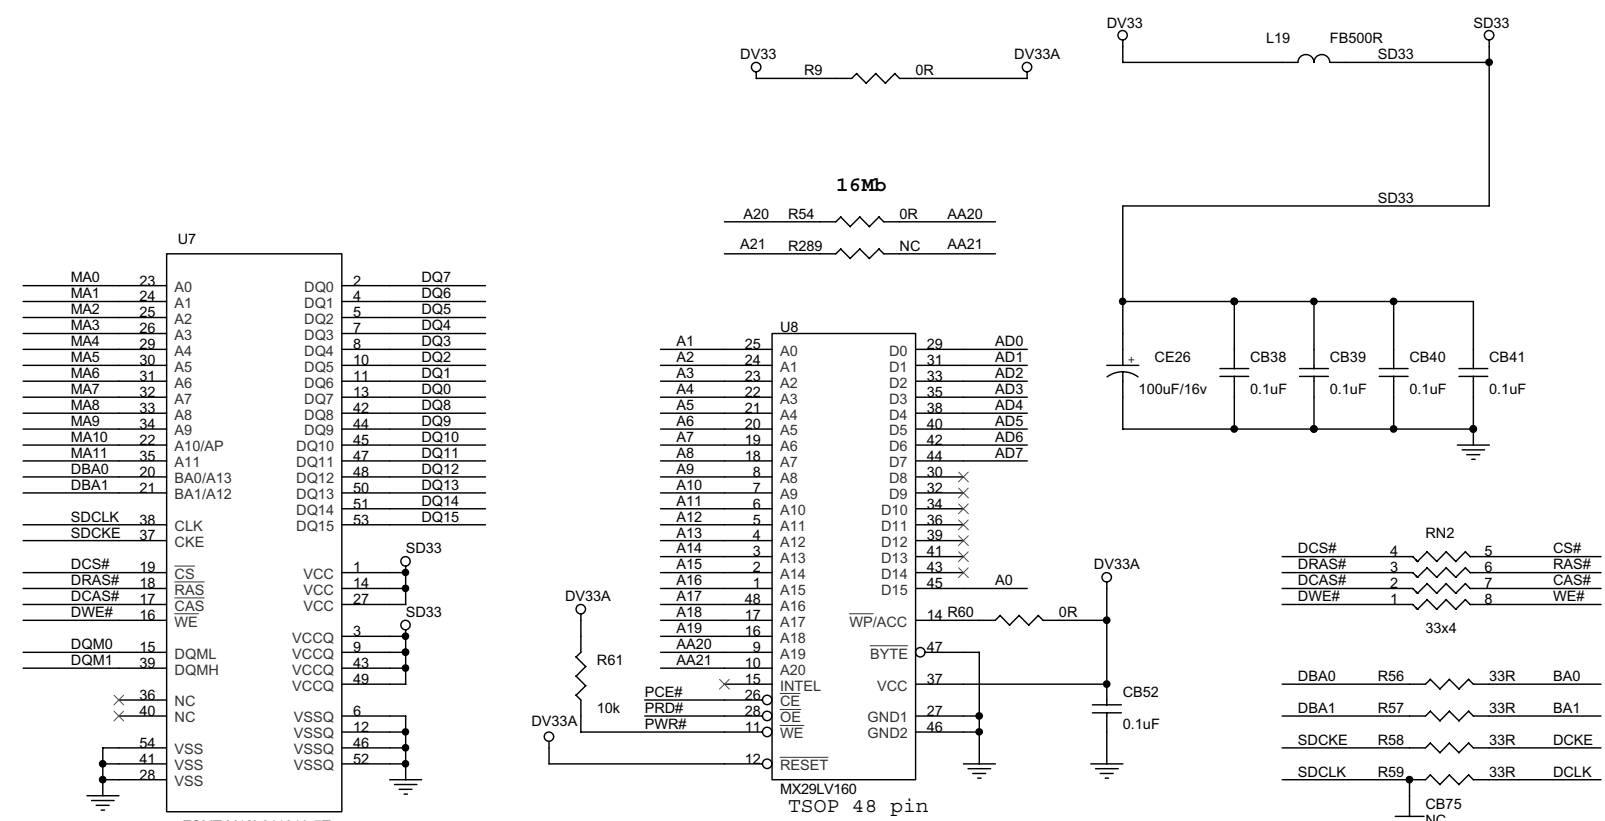 DV33 R9 0R DV33A
DV33 L19 FB500R SD33 SD33
SD33
16Mb
A20 R54 0R AA20
A21 R289 NC AA21
U7
MA0 23 A0 DQ0 2 DQ7
MA1 24 A1 DQ1 4 DQ6
MA2 25 A2 DQ2 5 DQ5
MA3 26 A3 DQ3 7 DQ4
MA4 29 A4 DQ4 8 DQ3
MA5 30 A5 DQ5 10 DQ2
MA6 31 A6 DQ6 11 DQ1
MA7 32 A7 DQ7 13 DQ0
MA8 33 A8 DQ8 42 DQ8
MA9 34 A9 DQ9 44 DQ9
MA10 22 A10/AP DQ10 45 DQ10
MA11 35 A11 DQ11 47 DQ11
DBA0 20 BA0/A13 DQ12 48 DQ12
DBA1 21 BA1/A12 DQ13 50 DQ13
DQ14 51 DQ14
SDCLK 38 CLK DQ15 53 DQ15
SDCKE 37 CKE
SD33
DCS# 19 CS VCC 1
DRAS# 18 RAS VCC 14
DCAS# 17 CAS VCC 27
DWE# 16 WE
SD33
VCCQ 3
DQM0 15 DQML VCCQ 9
DQM1 39 DQMH VCCQ 43
VCCQ 49
36 NC
40 NC
VSSQ 6
VSSQ 12
54 VSS VSSQ 46
41 VSS VSSQ 52
28 VSS
U8
A1 25 A0 D0 29 AD0
A2 24 A1 D1 31 AD1
A3 23 A2 D2 33 AD2
A4 22 A3 D3 35 AD3
A5 21 A4 D4 38 AD4
A6 20 A5 D5 40 AD5
A7 19 A6 D6 42 AD6
A8 18 A7 D7 44 AD7
A9 8 A8 D8 30
A10 7 A9 D9 32
A11 6 A10 D10 34
A12 5 A11 D11 36
A13 4 A12 D12 39
A14 3 A13 D13 41
A15 2 A14 D14 43
A16 1 A15 D15 45 A0
A17 48 A16
A18 17 A17 WP/ACC 14 R60 0R
A19 16 A18
AA20 9 A19 BYTE 47
AA21 10 A20
15 INTEL VCC 37
PCE# 26 CE
PRD# 28 OE GND1 27
PWR# 11 WE GND2 46
12 RESET
MX29LV160
TSOP 48 pin
DV33A
R61
10k
DV33A
DV33A
CB52
0.1uF
CE26 CB38 CB39 CB40 CB41
+
100uF/16v 0.1uF 0.1uF 0.1uF 0.1uF
RN2
DCS# 4 5 CS#
DRAS# 3 6 RAS#
DCAS# 2 7 CAS#
DWE# 1 8 WE#
33x4
DBA0 R56 33R BA0
DBA1 R57 33R BA1
SDCKE R58 33R DCKE
SDCLK R59 33R DCLK
CB75
NC